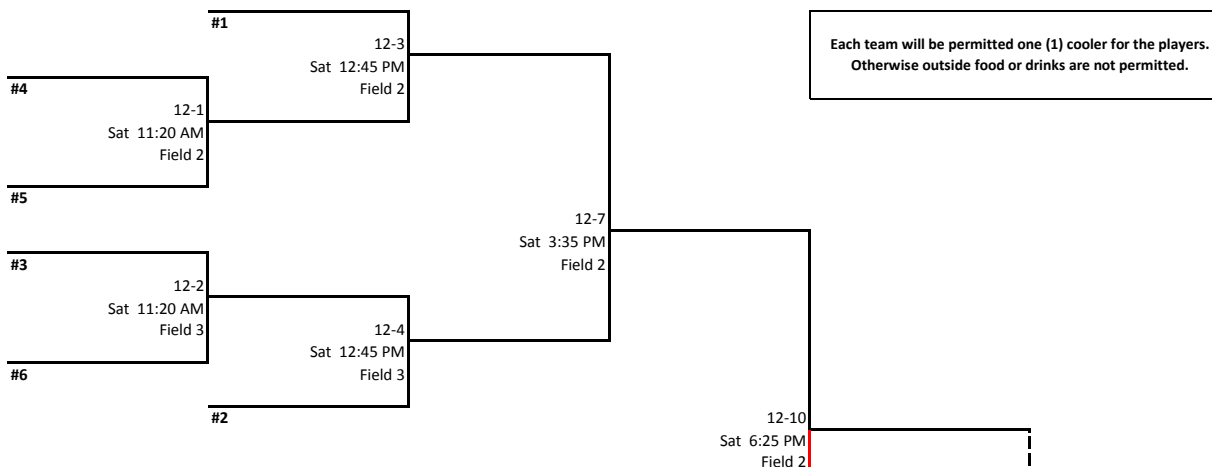 #1
12-3
Sat 12:45 PM
Field 2
Each team will be permitted one (1) cooler for the players.
Otherwise outside food or drinks are not permitted.
#4
12-1
Sat 11:20 AM
Field 2
#5
12-7
Sat 3:35 PM
Field 2
#3
12-2
Sat 11:20 AM
Field 3
12-4
Sat 12:45 PM
Field 3
#6
#2
12-10
Sat 6:25 PM
Field 2